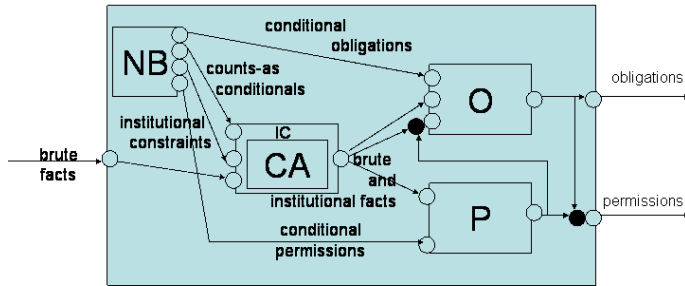 conditional
obligations
NB
counts-as
conditionals
obligations
O
institutional
constraints
IC
CA
brute
facts
brute
and
institutional facts
permissions
P
conditional
permissions